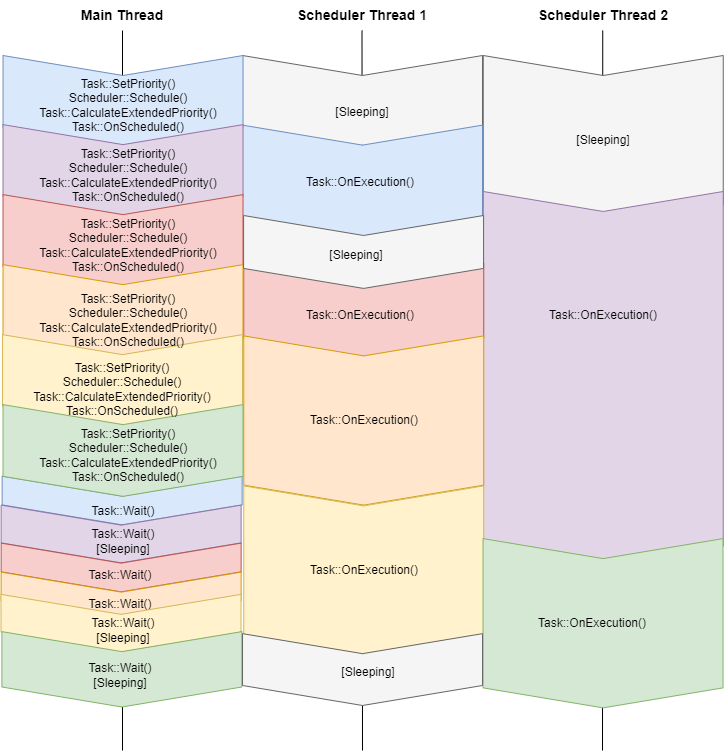 Main Thread
Scheduler Thread 1
Scheduler Thread 2
Task::SetPriority()
Scheduler::Schedule()
Task::CalculateExtendedPriority()
Task::OnScheduled()
[Sleeping]
[Sleeping]
Task::SetPriority()
Scheduler::Schedule()
Task::CalculateExtendedPriority()
Task::OnScheduled()
Task::OnExecution()
Task::SetPriority()
Scheduler::Schedule()
Task::CalculateExtendedPriority()
Task::OnScheduled()
[Sleeping]
Task::SetPriority()
Scheduler::Schedule()
Task::CalculateExtendedPriority()
Task::OnScheduled()
Task::OnExecution()
Task::OnExecution()
Task::SetPriority()
Scheduler::Schedule()
Task::CalculateExtendedPriority()
Task::OnScheduled()
Task::OnExecution()
Task::SetPriority()
Scheduler::Schedule()
Task::CalculateExtendedPriority()
Task::OnScheduled()
Task::Wait()
Task::Wait()
[Sleeping]
Task::Wait()
Task::OnExecution()
Task::Wait()
Task::Wait()
[Sleeping]
Task::OnExecution()
Task::Wait()
[Sleeping]
[Sleeping]